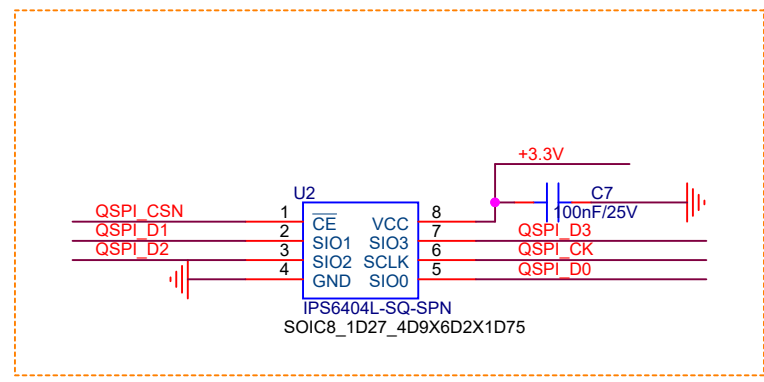 +3.3V
U2
C7
100nF/25V
QSPI_CSN 1 CE VCC 8
QSPI_D1 2 SIO1 SIO3 7 QSPI_D3
QSPI_D2 3 SIO2 SCLK 6 QSPI_CK
4 GND SIO0 5 QSPI_D0
IPS6404L-SQ-SPN
SOIC8_1D27_4D9X6D2X1D75